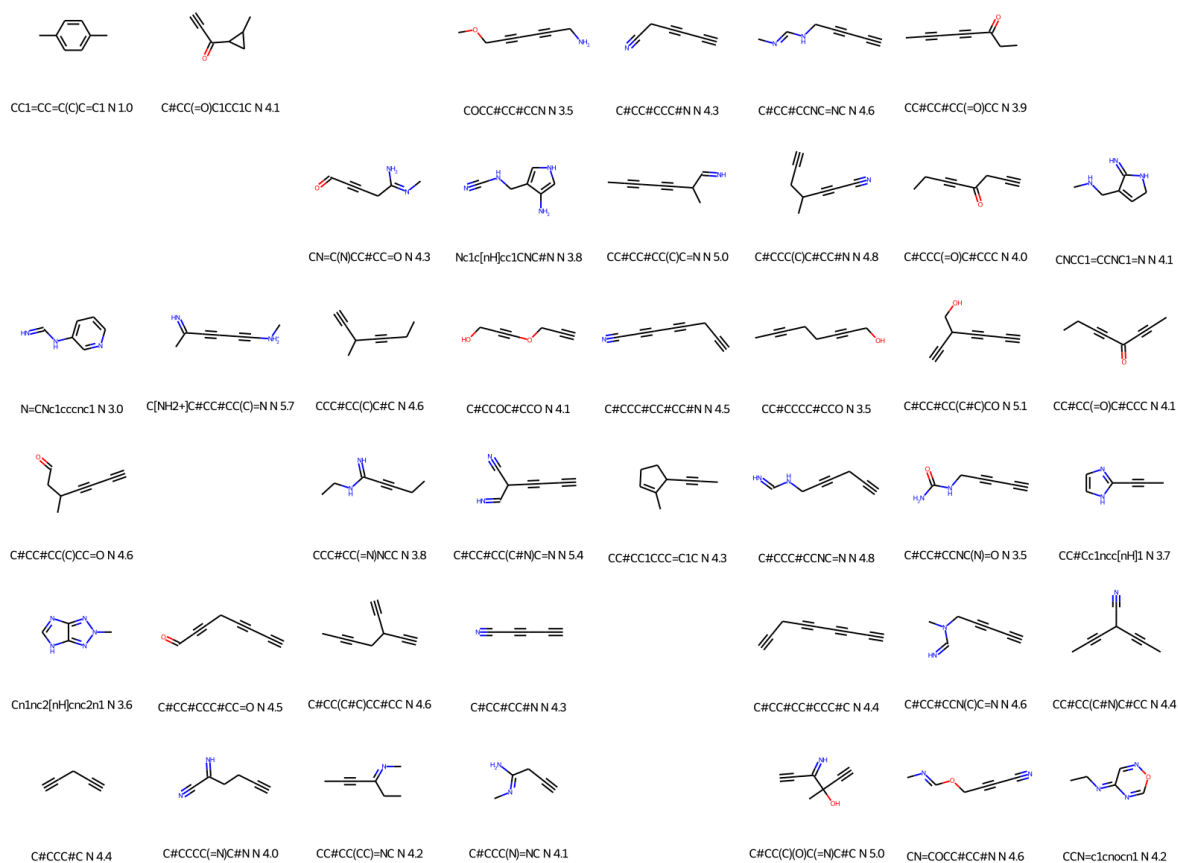 CC1=CC=C(C)C=C1 N 1.0
C#CC(=O)C1CC1C N 4.1
COCC#CC#CCN N 3.5
C#CC#CCC#N N 4.3
C#CC#CCNC=NC N 4.6
CC#CC#CC(=O)CC N 3.9
CN=C(N)CC#CC=O N 4.3
Nc1c[nH]cc1CNC#N N 3.8
CC#CC#CC(C)C=N N 5.0
C#CCC(C)C#CC#N N 4.8
C#CCC(=O)C#CCC N 4.0
CNCC1=CCNC1=N N 4.1
N=CNc1cccnc1 N 3.0
C[NH2+]C#CC#CC(C)=N N 5.7
CCC#CC(C)C#C N 4.6
C#CCOC#CCO N 4.1
C#CCC#CC#CC#N N 4.5
CC#CCCC#CCO N 3.5
C#CC#CC(C#C)CO N 5.1
CC#CC(=O)C#CCC N 4.1
C#CC#CC(C)CC=O N 4.6
CCC#CC(=N)NCC N 3.8
C#CC#CC(C#N)C=N N 5.4
CC#CC1CCC=C1C N 4.3
C#CCC#CCNC=N N 4.8
C#CC#CCNC(N)=O N 3.5
CC#Cc1ncc[nH]1 N 3.7
Cn1nc2[nH]cnc2n1 N 3.6
C#CC#CCC#CC=O N 4.5
C#CC(C#C)CC#CC N 4.6
C#CC#CC#N N 4.3
C#CC#CC#CCC#C N 4.4
C#CC#CCN(C)C=N N 4.6
CC#CC(C#N)C#CC N 4.4
C#CCC#C N 4.4
C#CCCC(=N)C#N N 4.0
CC#CC(CC)=NC N 4.2
C#CCC(N)=NC N 4.1
C#CC(C)(O)C(=N)C#C N 5.0
CN=COCC#CC#N N 4.6
CCN=c1cnocn1 N 4.2